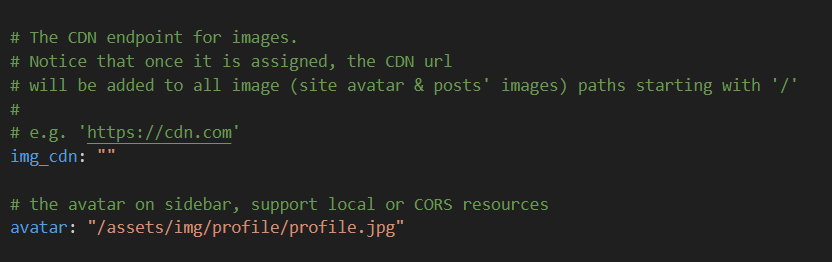 # The CDN endpoint for images.
# Notice that once it is assigned, the CDN url
# will be added to all image (site avatar & posts' images) paths starting with '/'
#
# e.g. 'https://cdn.com'
img_cdn: ""
# the avatar on sidebar, support local or CORS resources
avatar: "/assets/img/profile/profile.jpg"